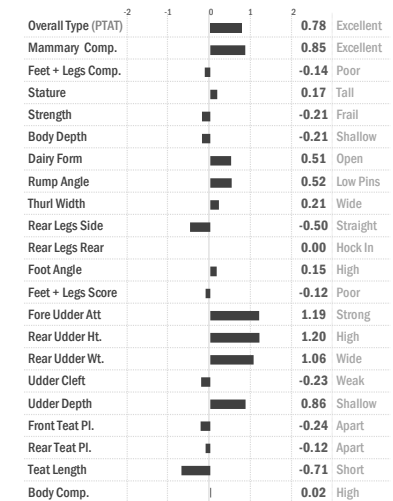 -2 -1 0 1 2
Overall Type (PTAT) 0.78 Excellent
Mammary Comp. 0.85 Excellent
Feet + Legs Comp. -0.14 Poor
Stature 0.17 Tall
Strength -0.21 Frail
Body Depth -0.21 Shallow
Dairy Form 0.51 Open
Rump Angle 0.52 Low Pins
Thurl Width 0.21 Wide
Rear Legs Side -0.50 Straight
Rear Legs Rear 0.00 Hock In
Foot Angle 0.15 High
Feet + Legs Score -0.12 Poor
Fore Udder Att 1.19 Strong
Rear Udder Ht. 1.20 High
Rear Udder Wt. 1.06 Wide
Udder Cleft -0.23 Weak
Udder Depth 0.86 Shallow
Front Teat Pl. -0.24 Apart
Rear Teat Pl. -0.12 Apart
Teat Length -0.71 Short
Body Comp. 0.02 High